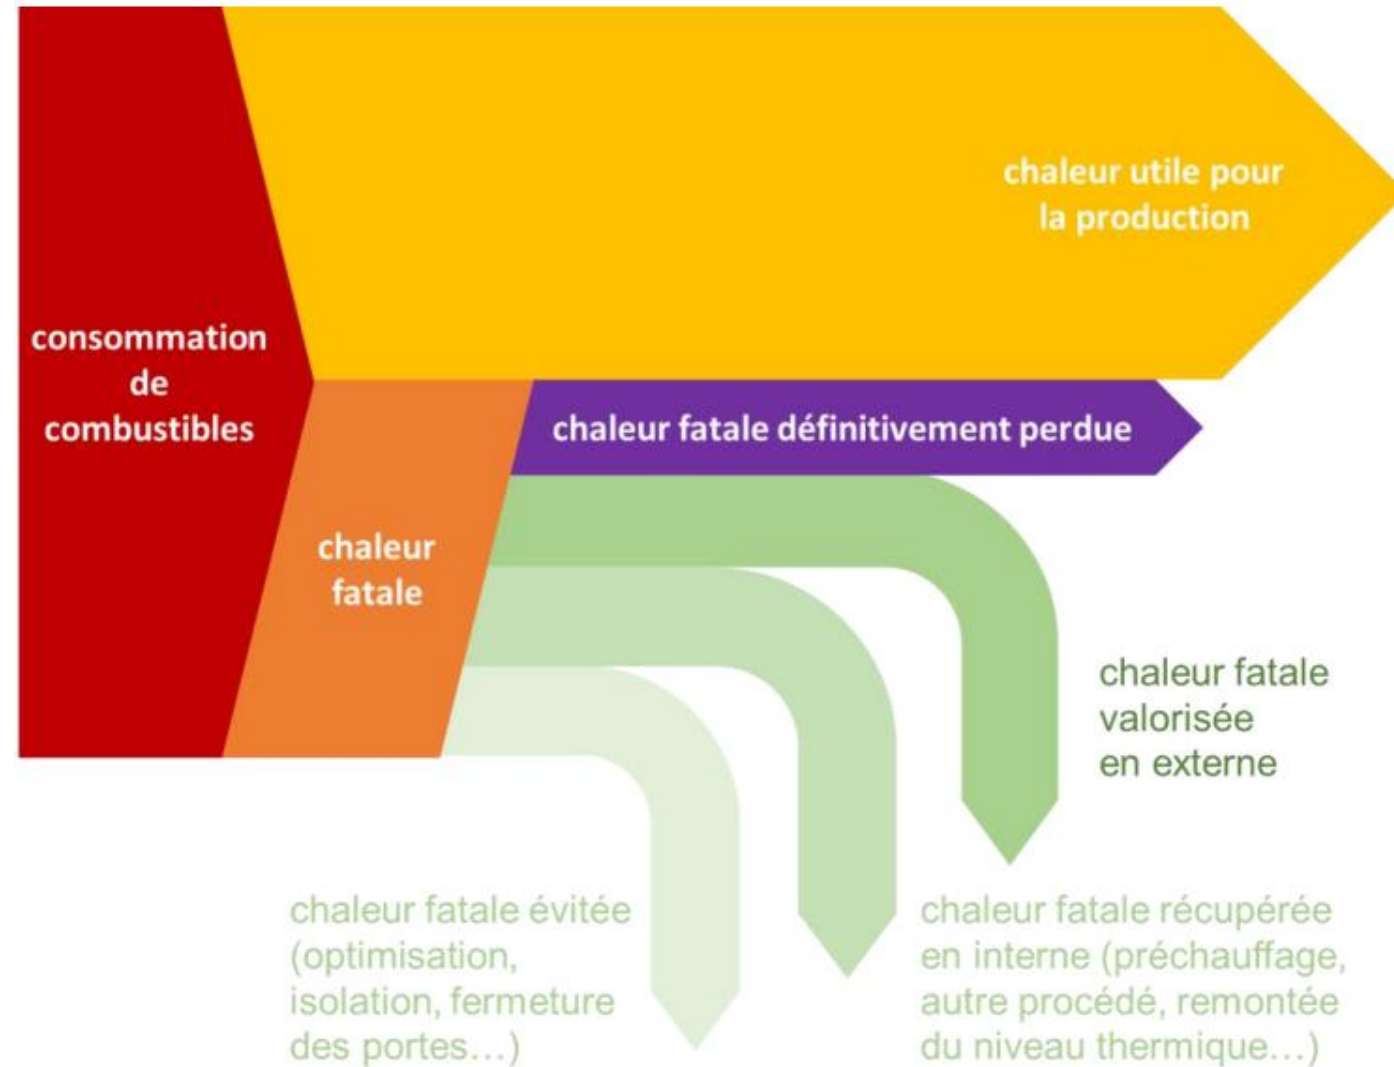 chaleur utile pour
la production
consommation
de
combustibles
chaleur fatale définitivement perdue
chaleur
fatale
chaleur fatale
valorisée
en externe
chaleur fatale évitée
(optimisation,
isolation, fermeture
des portes…)
chaleur fatale récupérée
en interne (préchauffage,
autre procédé, remontée
du niveau thermique…)